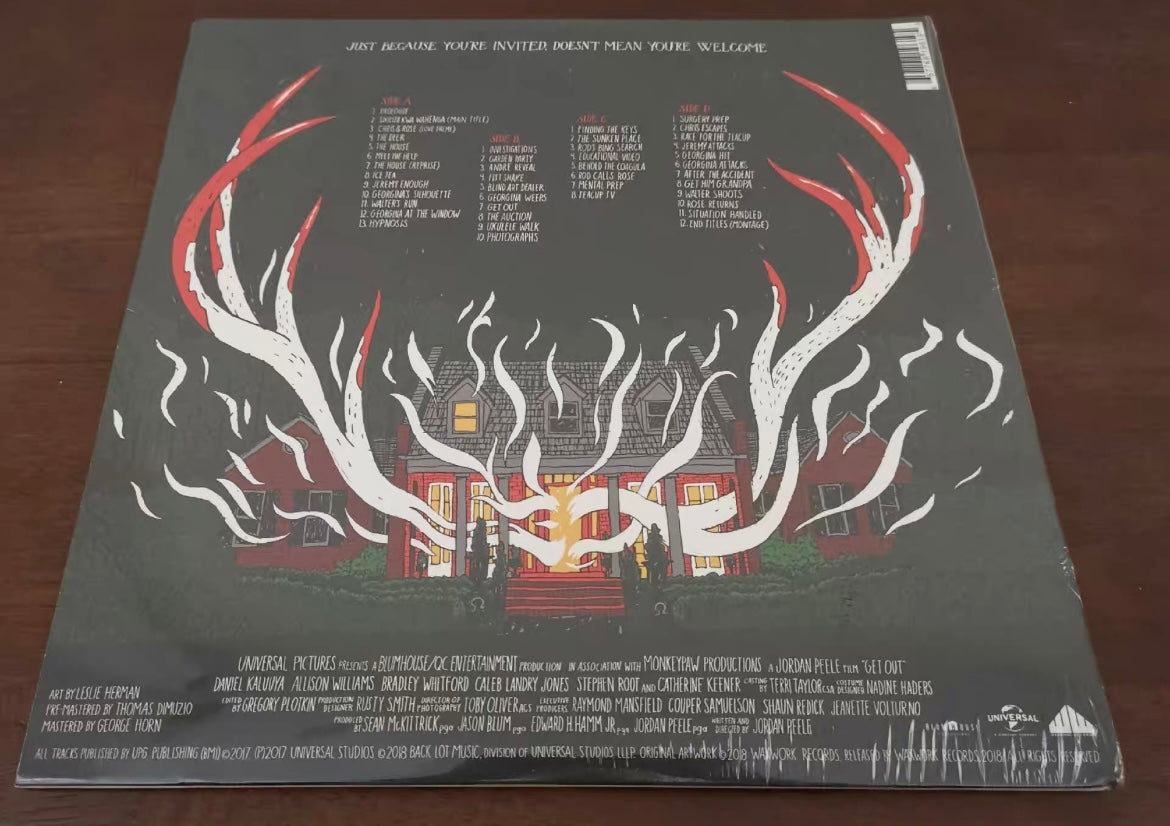 JUST BECAUSE YOU'RE INVITED, DOESN'T MEAN YOU'RE WELCOME
SIDE A
1. PROLOGUE
2. SIKILIZA KWA WAHENGA (MAIN TITLE)
3. CHRIS & ROSE (LOVE THEME)
4. THE DEER
5. THE HOUSE
6. MEET THE HELP
7. THE HOUSE (REPRISE)
8. ICE TEA
9. JEREMY ENOUGH
10. GEORGINA'S SILHOUETTE
11. WALTER'S RUN
12. GEORGINA AT THE WINDOW
13. HYPNOSIS
SIDE B
1. INVESTIGATIONS
2. GARDEN PARTY
3. ANDRE REVEAL
4. FIST SHAKE
5. BLIND ART DEALER
6. GEORGINA WEEPS
7. GET OUT
8. THE AUCTION
9. UKULELE WALK
10. PHOTOGRAPHS
SIDE C
1. FINDING THE KEYS
2. THE SUNKEN PLACE
3. ROD'S BING SEARCH
4. EDUCATIONAL VIDEO
5. BEHOLD THE COAGULA
6. ROD CALLS ROSE
7. MENTAL PREP
8. TEACUP TV
SIDE D
1. SURGERY PREP
2. CHRIS ESCAPES
3. RACE FOR THE TEACUP
4. JEREMY ATTACKS
5. GEORGINA HIT
6. GEORGINA ATTACKS
7. AFTER THE ACCIDENT
8. GET HIM GRANDPA
9. WALTER SHOOTS
10. ROSE RETURNS
11. SITUATION HANDLED
12. END TITLES (MONTAGE)
UNIVERSAL PICTURES PRESENTS A BLUMHOUSE/QC ENTERTAINMENT PRODUCTION IN ASSOCIATION WITH MONKEYPAW PRODUCTIONS A JORDAN PEELE FILM "GET OUT"
DANIEL KALUUYA ALLISON WILLIAMS BRADLEY WHITFORD CALEB LANDRY JONES STEPHEN ROOT AND CATHERINE KEENER CASTING BY TERRI TAYLOR CSA COSTUME DESIGNER NADINE HADERS
EDITED BY GREGORY PLOTKIN PRODUCTION DESIGNER RUSTY SMITH DIRECTOR OF PHOTOGRAPHY TOBY OLIVER ACS EXECUTIVE PRODUCERS RAYMOND MANSFIELD COUPER SAMUELSON SHAUN REDICK JEANETTE VOLTURNO
PRODUCED BY SEAN McKITTRICK pga JASON BLUM pga EDWARD H. HAMM JR. pga JORDAN PEELE pga WRITTEN AND DIRECTED BY JORDAN PEELE
ART BY LESLIE HERMAN
PRE-MASTERED BY THOMAS DIMUZIO
MASTERED BY GEORGE HORN
BLUMHOUSE
UNIVERSAL
ALL TRACKS PUBLISHED BY UPG PUBLISHING (BMI) ©2017. (P)2017 UNIVERSAL STUDIOS ©2018 BACK LOT MUSIC, DIVISION OF UNIVERSAL STUDIOS LLLP. ORIGINAL ARTWORK ©2018 WAXWORK RECORDS. RELEASED BY WAXWORK RECORDS, 2018. ALL RIGHTS RESERVED